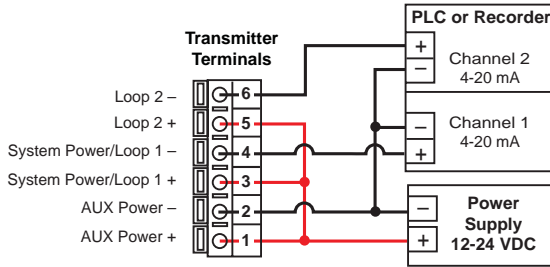 PLC or Recorder
Transmitter
Terminals
+
Channel 2
−
4-20 mA
Loop 2 –
6
Loop 2 +
5
−
Channel 1
4-20 mA
System Power/Loop 1 –
4
+
System Power/Loop 1 +
3
AUX Power –
2
−
Power
Supply
12-24 VDC
AUX Power +
1
+